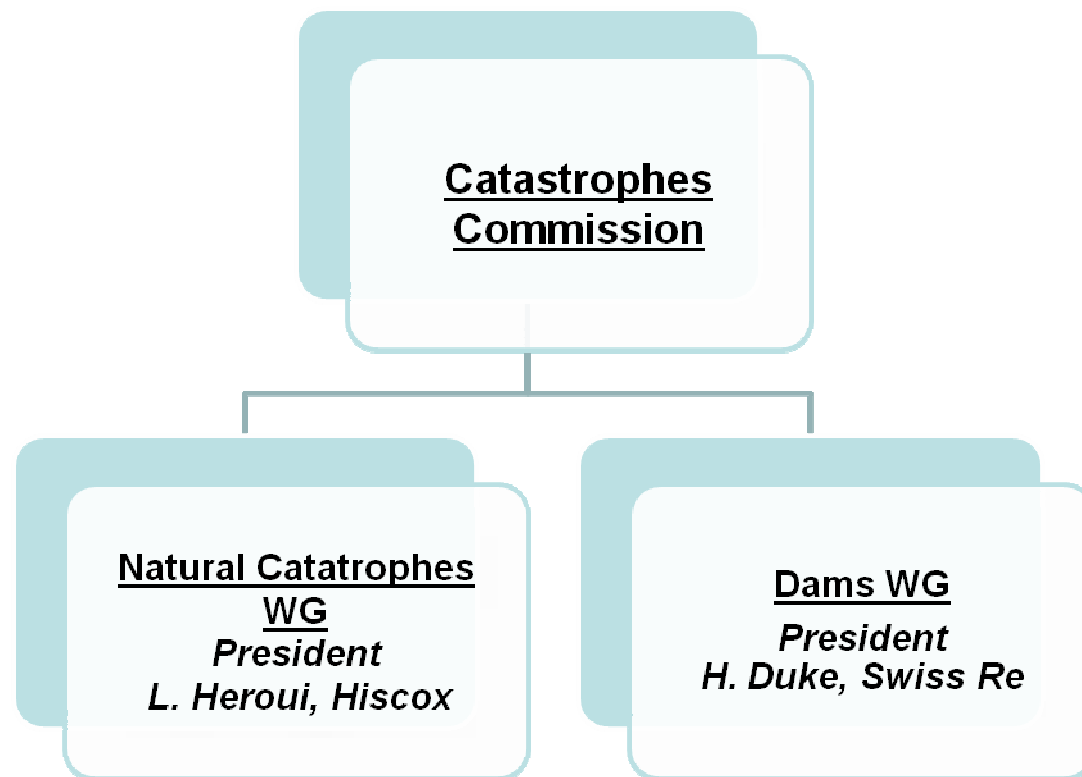 Catastrophes
Commission
Natural Catatrophes
WG
President
L. Heroui, Hiscox
Dams WG
President
H. Duke, Swiss Re